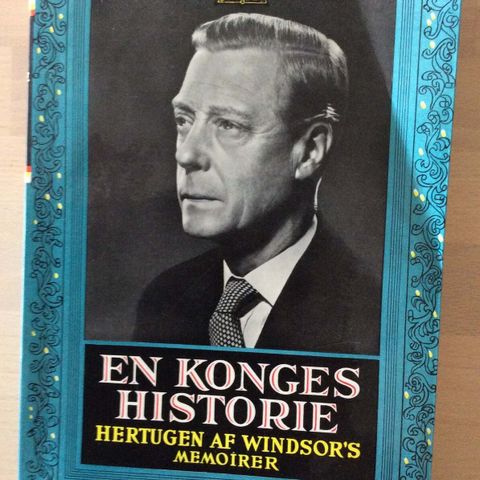 EN KONGES
HISTORIE
HERTUGEN AF WINDSOR'S
MEMOIRER